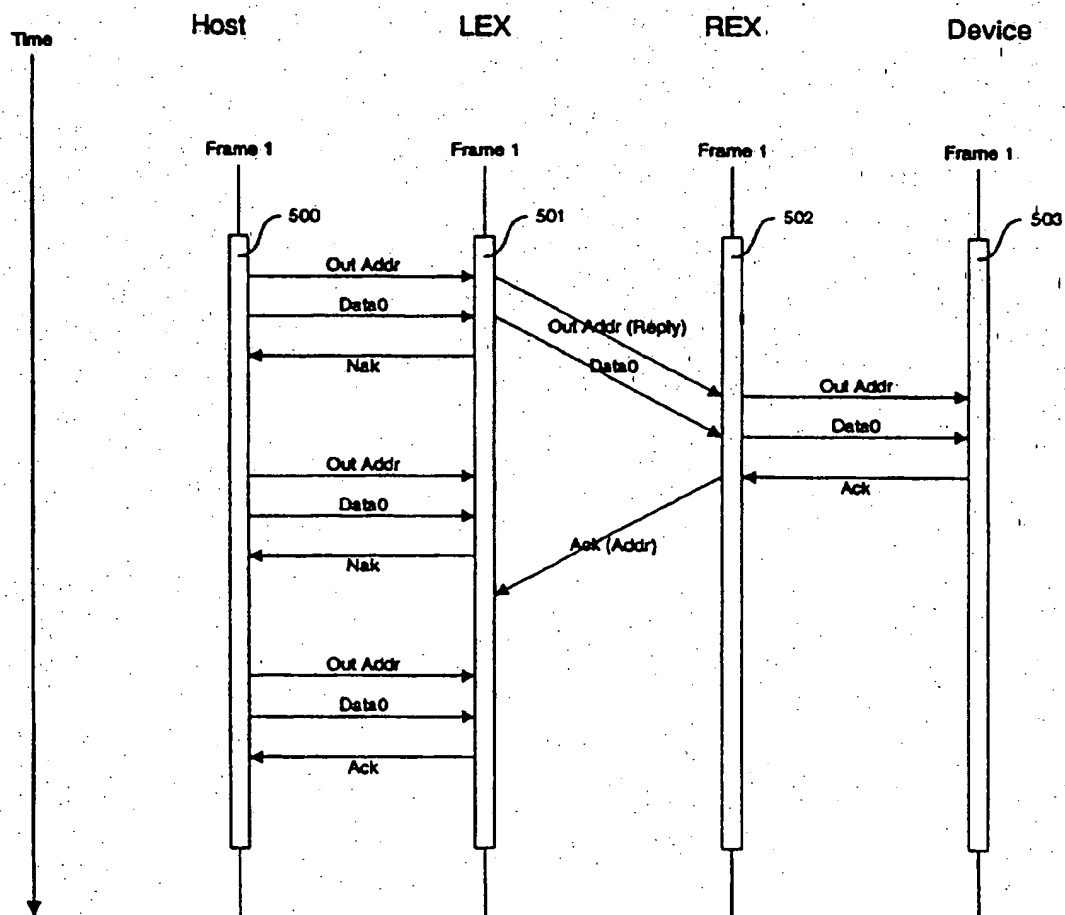 Time
Host
LEX
REX
Device
Frame 1
Frame 1
Frame 1
Frame 1
500
501
502
503
Out Addr
Data0
Out Addr (Reply)
Nak
Data0
Out Addr
Data0
Out Addr
Ack
Data0
Ack (Addr)
Nak
Out Addr
Data0
Ack